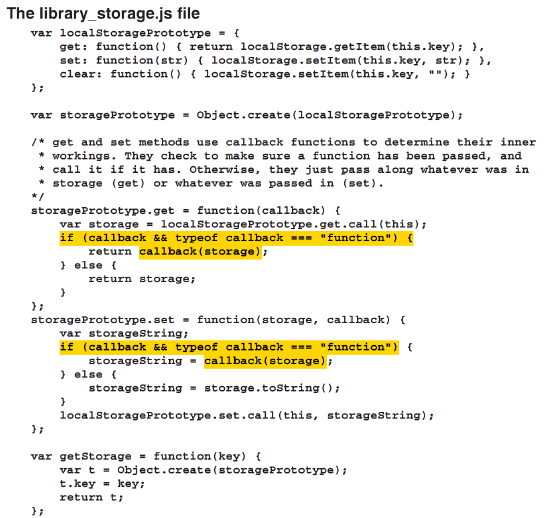 The library_storage.js file
var localStoragePrototype = {
    get: function() { return localStorage.getItem(this.key); },
    set: function(str) { localStorage.setItem(this.key, str); },
    clear: function() { localStorage.setItem(this.key, ""); }
};
var storagePrototype = Object.create(localStoragePrototype);
/* get and set methods use callback functions to determine their inner
 * workings. They check to make sure a function has been passed, and
 * call it if it has. Otherwise, they just pass along whatever was in
 * storage (get) or whatever was passed in (set).
*/
storagePrototype.get = function(callback) {
    var storage = localStoragePrototype.get.call(this);
    if (callback && typeof callback === "function") {
        return callback(storage);
    } else {
        return storage;
    }
};
storagePrototype.set = function(storage, callback) {
    var storageString;
    if (callback && typeof callback === "function") {
        storageString = callback(storage);
    } else {
        storageString = storage.toString();
    }
    localStoragePrototype.set.call(this, storageString);
};
var getStorage = function(key) {
    var t = Object.create(storagePrototype);
    t.key = key;
    return t;
};